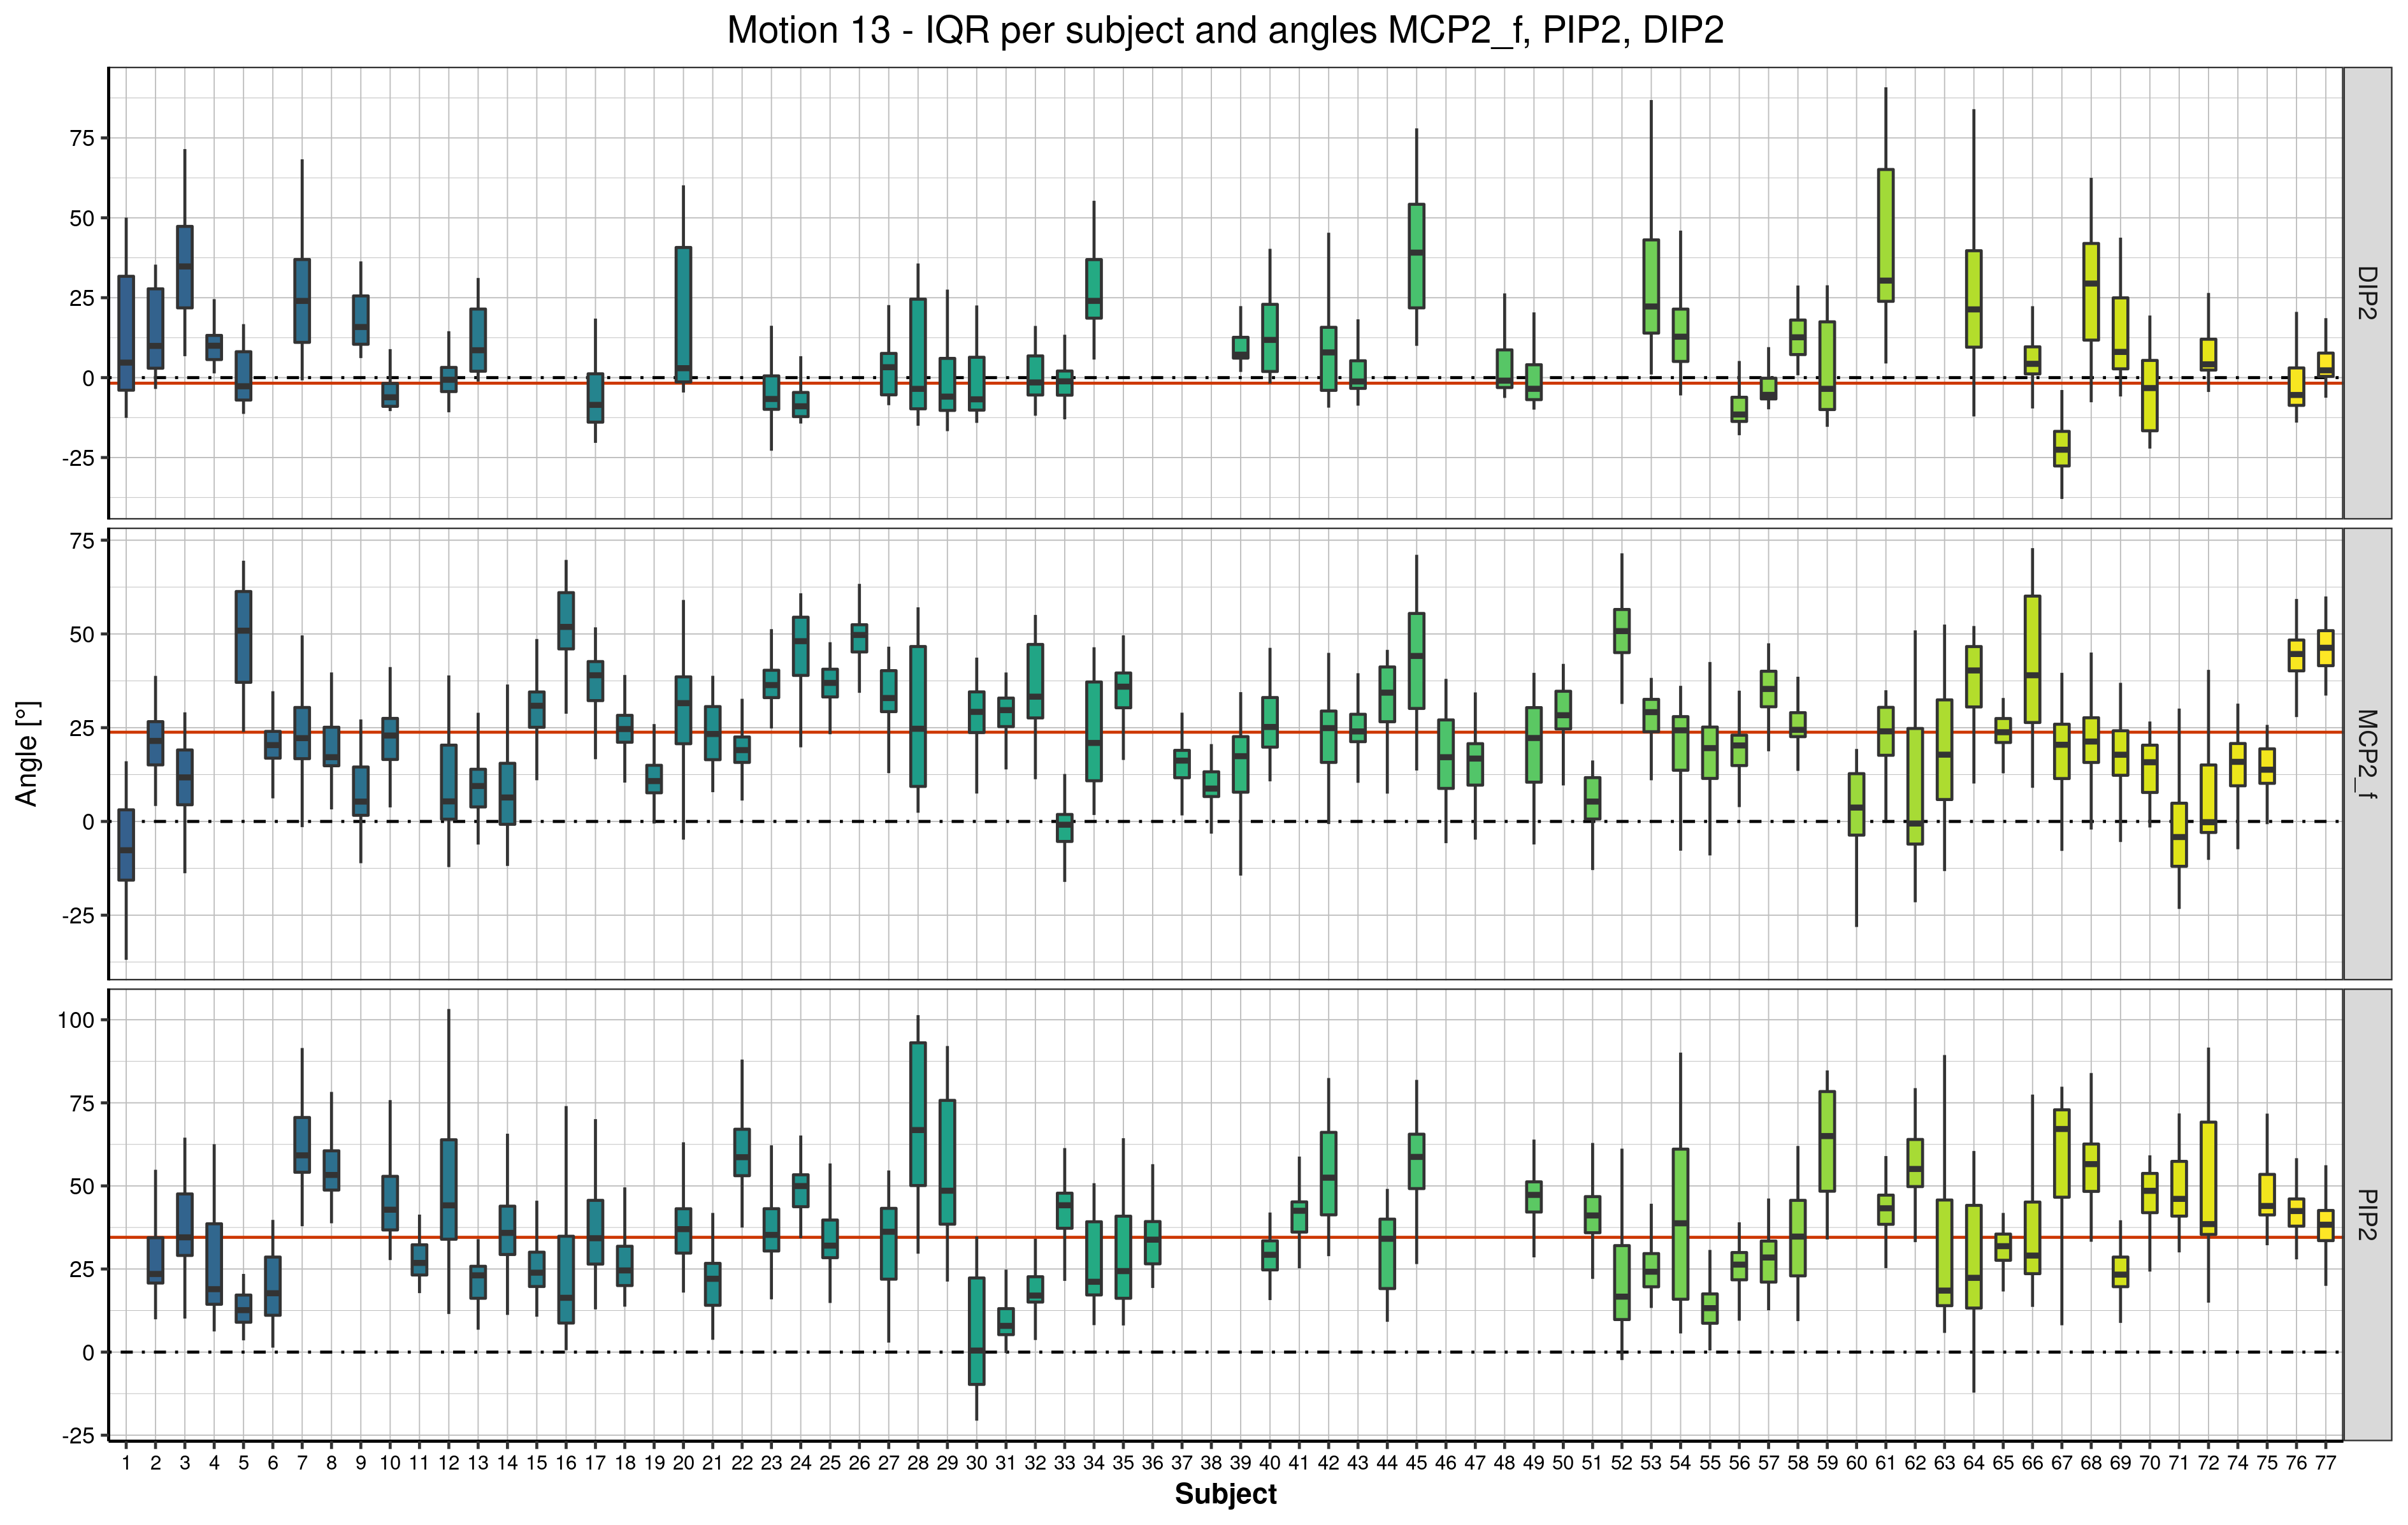 Motion 13 - IQR per subject and angles MCP2_f, PIP2, DIP2
75
50
25
0
-25
DIP2
75
50
25
0
-25
MCP2_f
Angle [°]
100
75
50
25
0
-25
PIP2
1 2 3 4 5 6 7 8 9 10 11 12 13 14 15 16 17 18 19 20 21 22 23 24 25 26 27 28 29 30 31 32 33 34 35 36 37 38 39 40 41 42 43 44 45 46 47 48 49 50 51 52 53 54 55 56 57 58 59 60 61 62 63 64 65 66 67 68 69 70 71 72 74 75 76 77
Subject